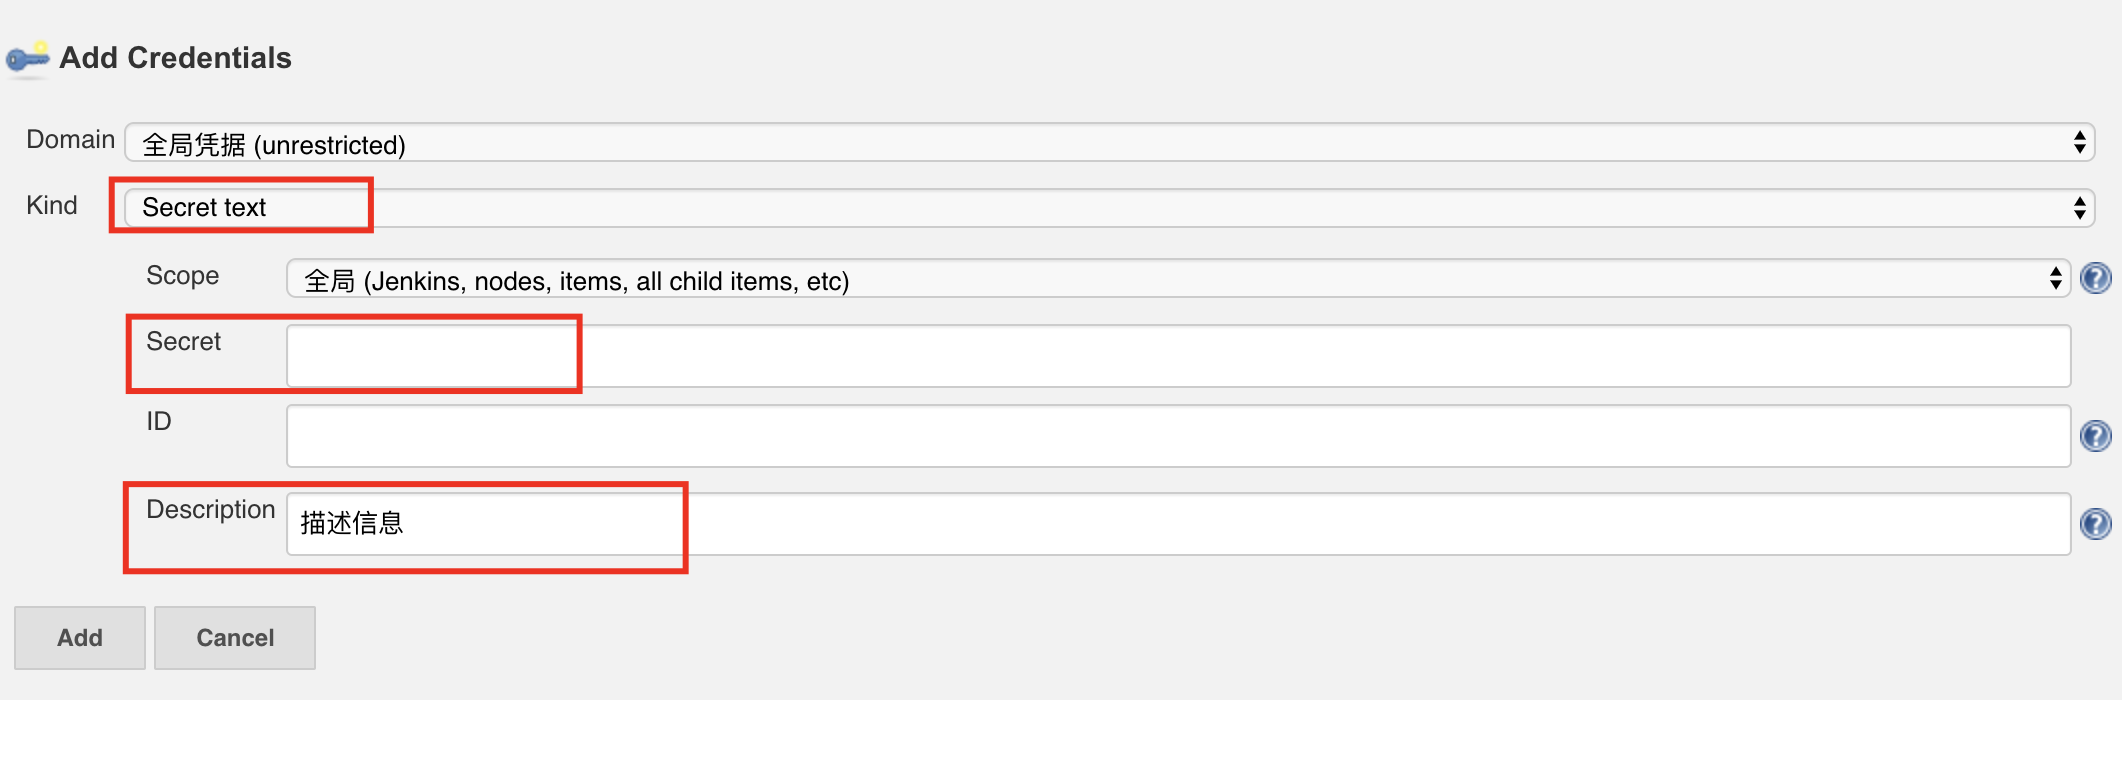 Add Credentials
Domain 全局凭据 (unrestricted)
Kind Secret text
Scope 全局 (Jenkins, nodes, items, all child items, etc)
Secret
ID
Description 描述信息
Add Cancel